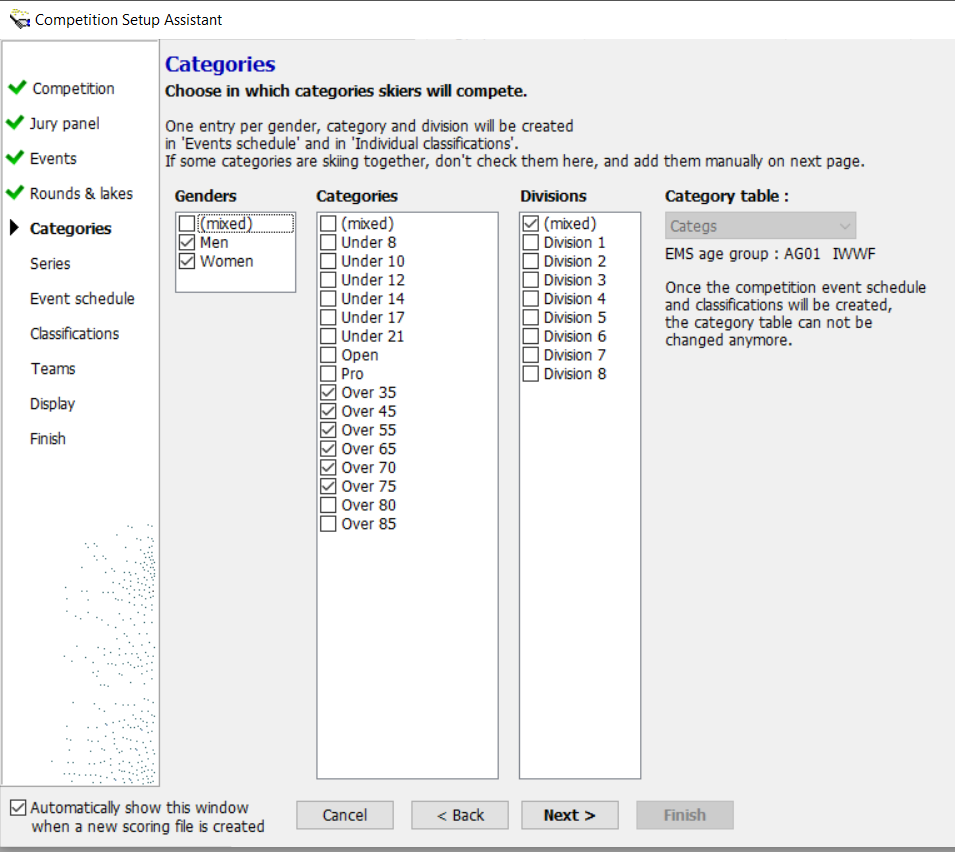 Competition Setup Assistant
Competition
Jury panel
Events
Rounds & lakes
Categories
Series
Event schedule
Classifications
Teams
Display
Finish
Categories
Choose in which categories skiers will compete.
One entry per gender, category and division will be created
in 'Events schedule' and in 'Individual classifications'.
If some categories are skiing together, don't check them here, and add them manually on next page.
Genders
(mixed)
Men
Women
Categories
(mixed)
Under 8
Under 10
Under 12
Under 14
Under 17
Under 21
Open
Pro
Over 35
Over 45
Over 55
Over 65
Over 70
Over 75
Over 80
Over 85
Divisions
(mixed)
Division 1
Division 2
Division 3
Division 4
Division 5
Division 6
Division 7
Division 8
Category table :
Categs
EMS age group : AG01 IWWF
Once the competition event schedule
and classifications will be created,
the category table can not be
changed anymore.
Automatically show this window
when a new scoring file is created
Cancel
< Back
Next >
Finish